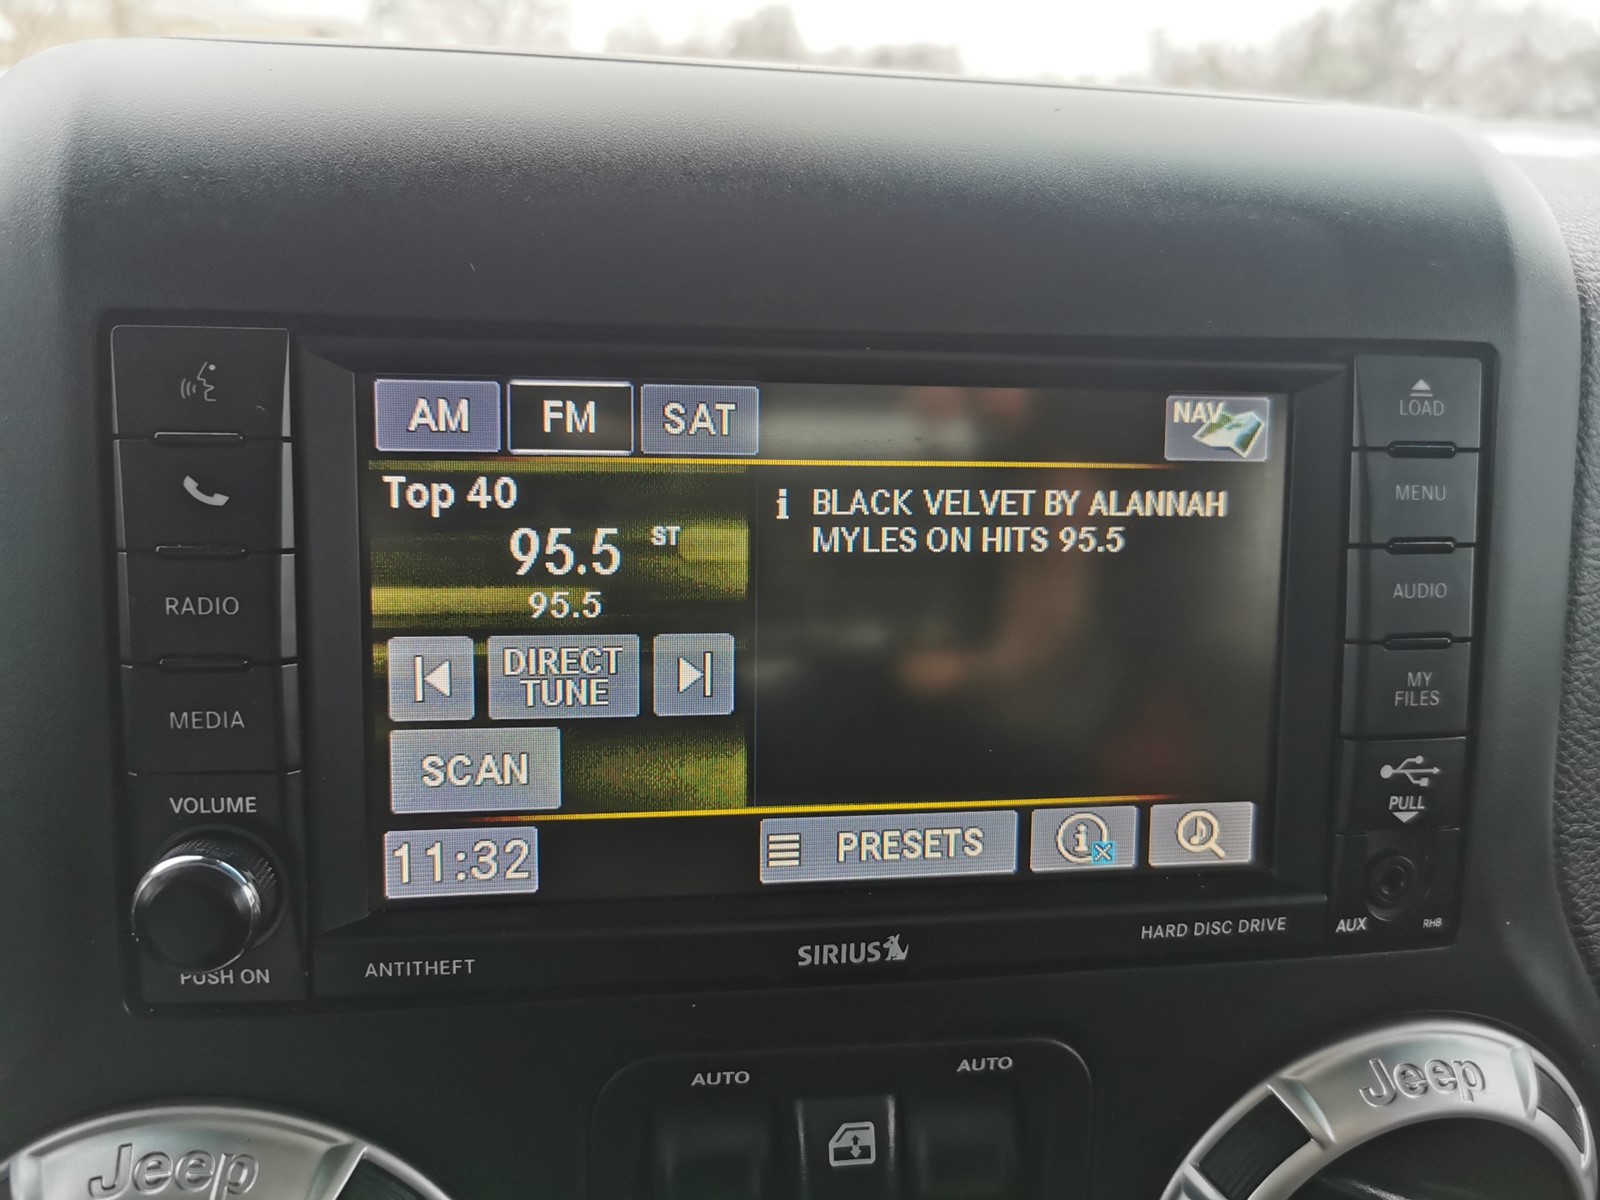 AM FM SAT NAV
Top 40
95.5 ST
95.5
i BLACK VELVET BY ALANNAH
MYLES ON HITS 95.5
DIRECT
TUNE
SCAN
11:32
PRESETS
i
RADIO
MEDIA
VOLUME
PUSH ON
LOAD
MENU
AUDIO
MY
FILES
PULL
AUX
RHB
ANTITHEFT
SIRIUS
HARD DISC DRIVE
AUTO
AUTO
Jeep
Jeep